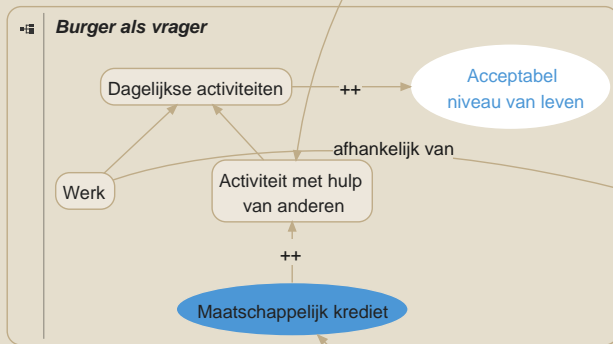 Burger als vrager
Dagelijkse activiteiten
++
Acceptabel
niveau van leven
afhankelijk van
Werk
Activiteit met hulp
van anderen
++
Maatschappelijk krediet